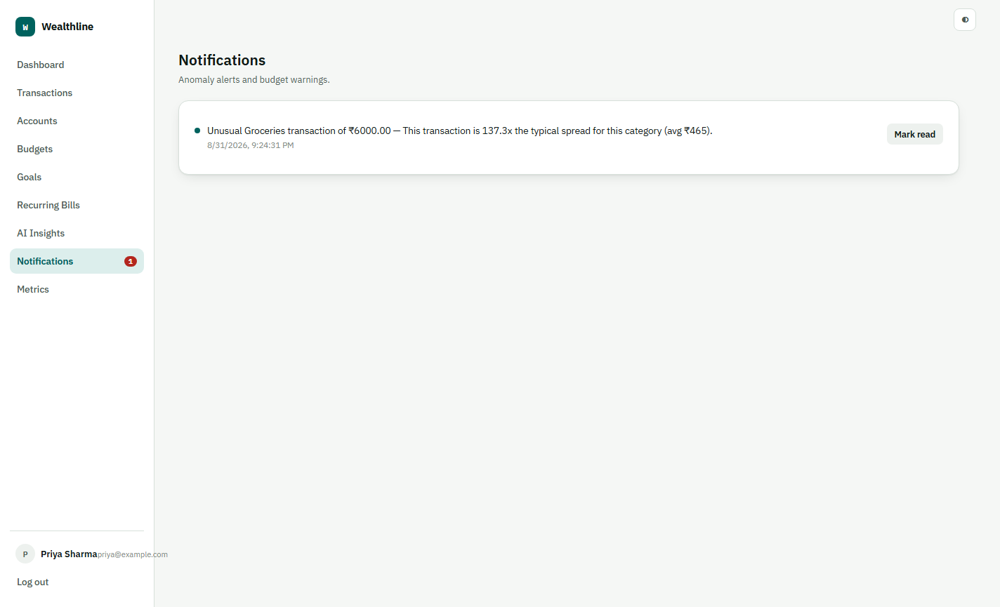 W Wealthline
Dashboard
Transactions
Accounts
Budgets
Goals
Recurring Bills
AI Insights
Notifications 1
Metrics
P Priya Sharma priya@example.com
Log out
Notifications
Anomaly alerts and budget warnings.
Unusual Groceries transaction of ₹6000.00 — This transaction is 137.3x the typical spread for this category (avg ₹465).
8/31/2026, 9:24:31 PM
Mark read